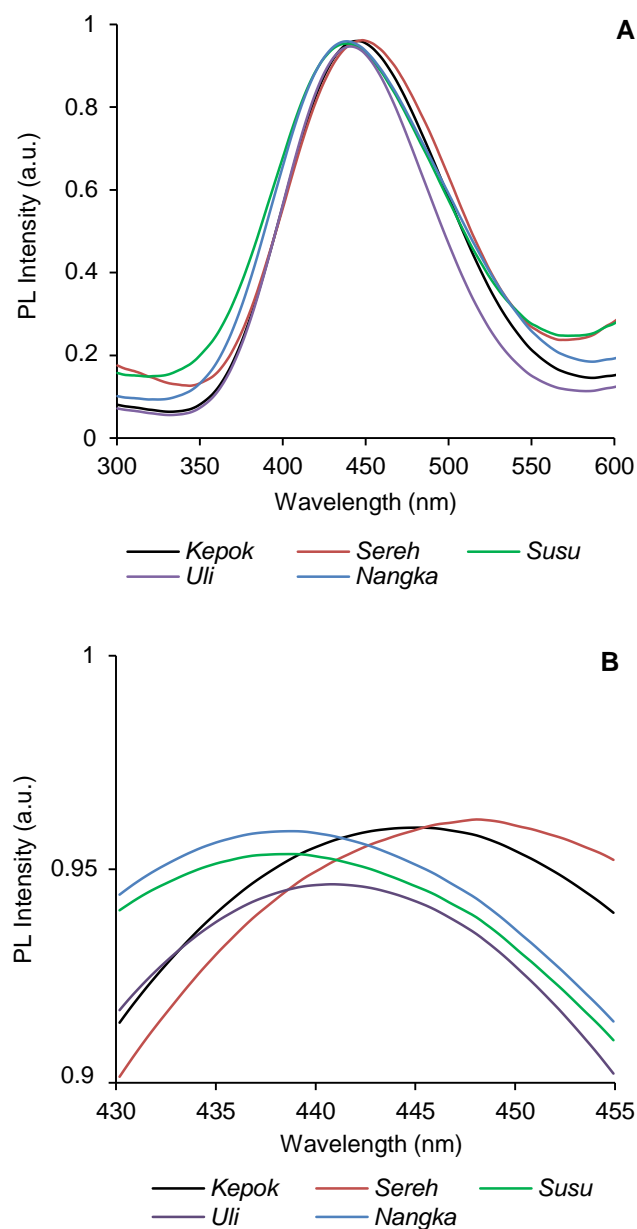 A
1
0.8
0.6
0.4
0.2
0
PL Intensity (a.u.)
300 350 400 450 500 550 600
Wavelength (nm)
Kepok Sereh Susu
Uli Nangka
B
1
0.95
0.9
PL Intensity (a.u.)
430 435 440 445 450 455
Wavelength (nm)
Kepok Sereh Susu
Uli Nangka